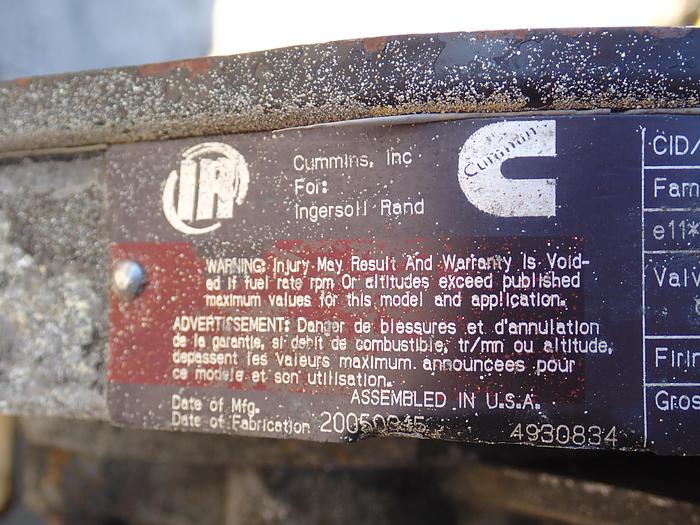 IR
Cummins, Inc
For:
Ingersoll Rand
Cummins
CID/
Fam
e11*
Valv
Firin
Gros
WARNING: Injury May Result And Warranty Is Void-
ed if fuel rate rpm Or altitudes exceed published
maximum values for this model and application.
ADVERTISSEMENT: Danger de blessures et d'annulation
de la garantie, si debit de combustible, tr/mn ou altitude,
depassent les Valeurs maximum annoncees pour
ce modele et son utilisation.
ASSEMBLED IN U.S.A.
Date of Mfg.
Date of Fabrication
4930834